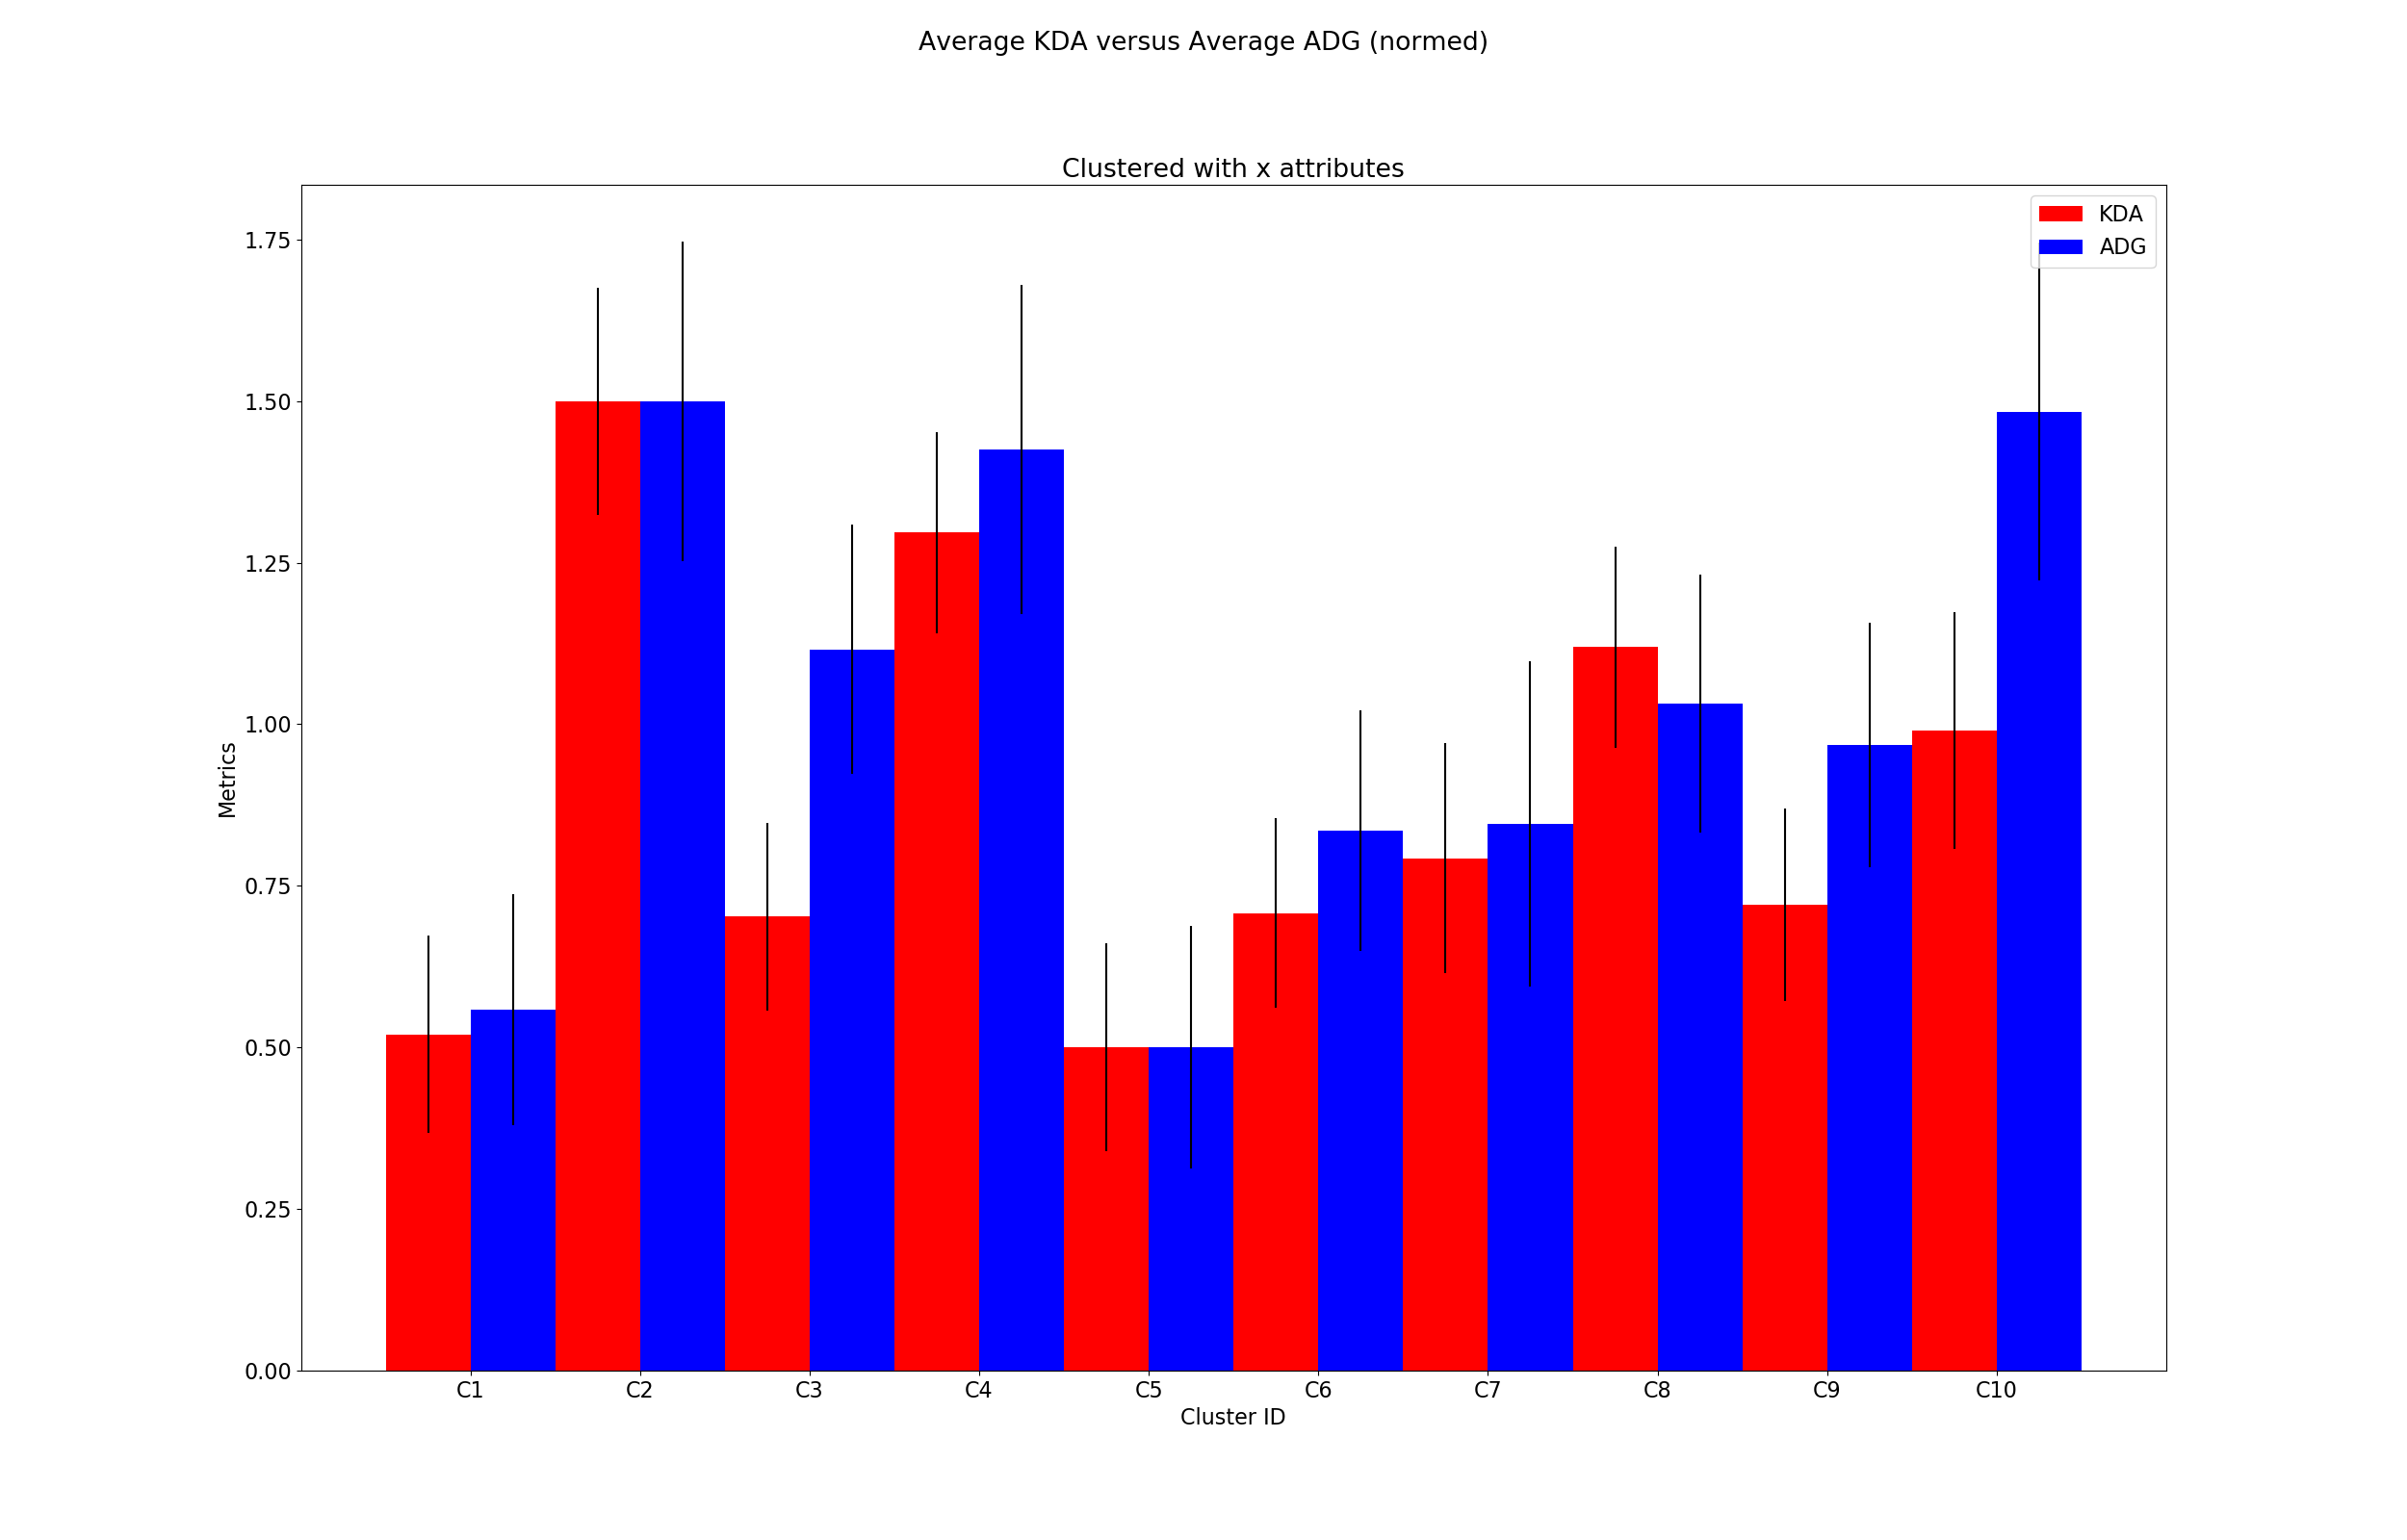 Average KDA versus Average ADG (normed)
Clustered with x attributes
KDA
ADG
1.75
1.50
1.25
1.00
0.75
0.50
0.25
0.00
Metrics
C1 C2 C3 C4 C5 C6 C7 C8 C9 C10
Cluster ID